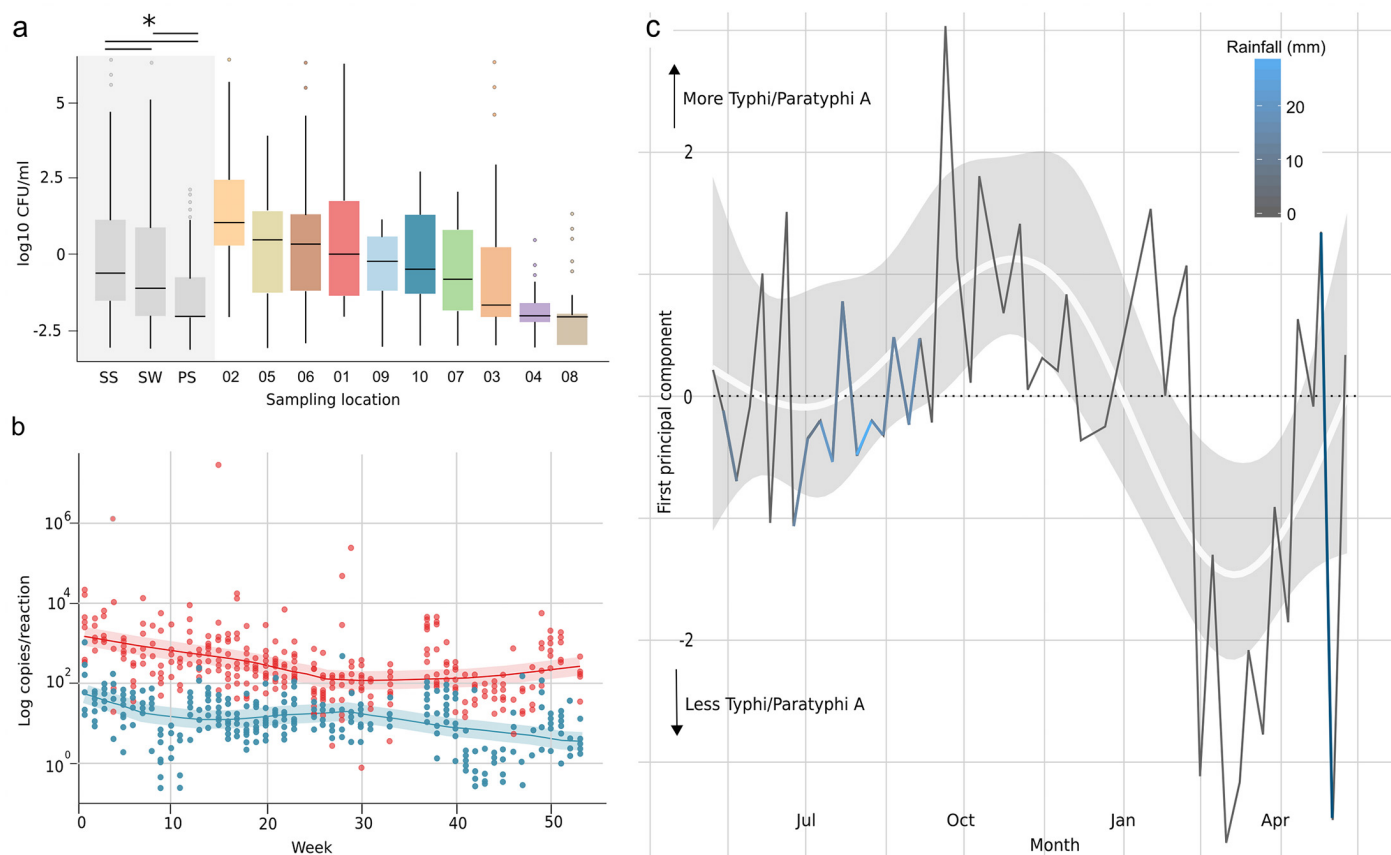 a
*
log10 CFU/ml
5
2.5
0
-2.5
SS SW PS 02 05 06 01 09 10 07 03 04 08
Sampling location
b
Log copies/reaction
10^6
10^4
10^2
10^0
0 10 20 30 40 50
Week
c
Rainfall (mm)
20
10
0
More Typhi/Paratyphi A
First principal component
2
0
-2
Less Typhi/Paratyphi A
Jul Oct Jan Apr
Month